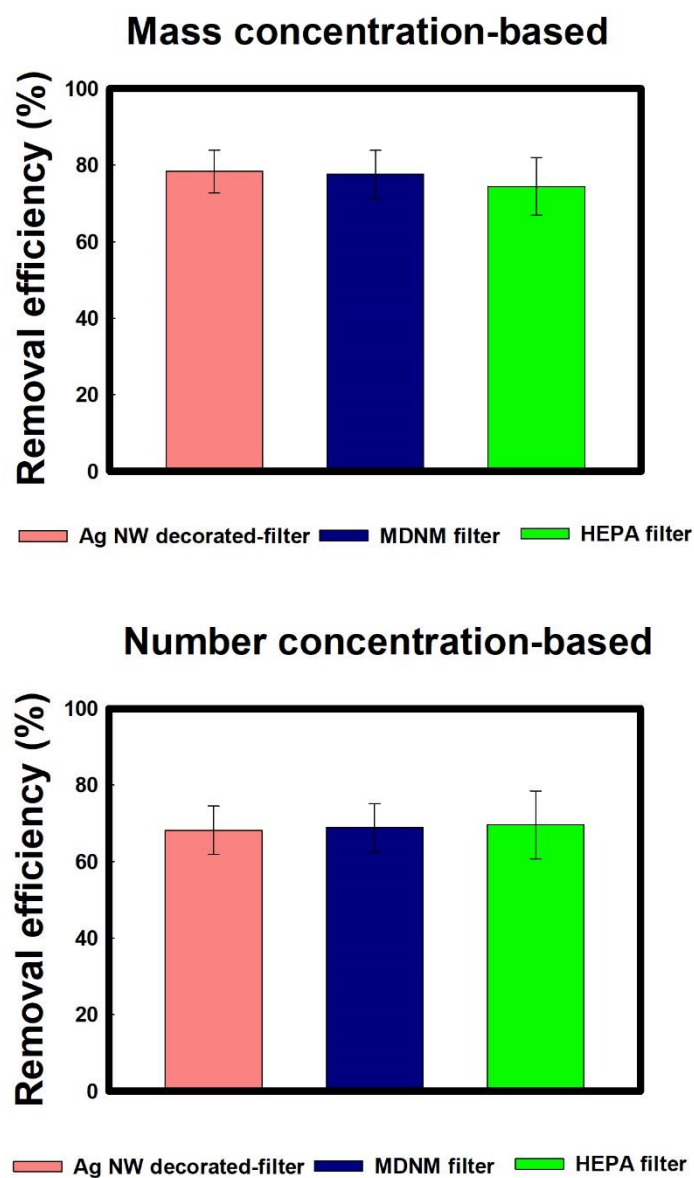 Mass concentration-based
Removal efficiency (%)
100
80
60
40
20
0
Ag NW decorated-filter MDNM filter HEPA filter
Number concentration-based
Removal efficiency (%)
100
80
60
40
20
0
Ag NW decorated-filter MDNM filter HEPA filter